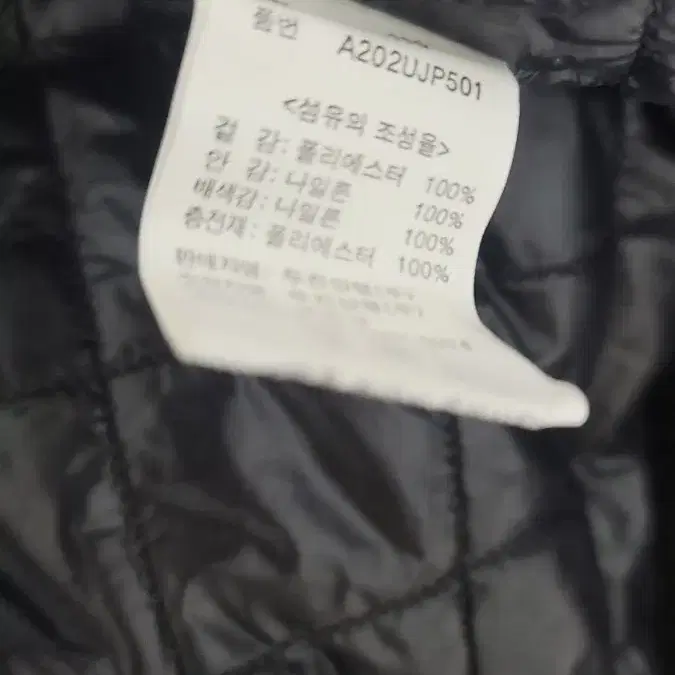 품번 A202UJP501
<섬유의 조성율>
겉 감: 폴리에스터 100%
안 감: 나일론 100%
배색감: 나일론 100%
충전재: 폴리에스터 100%